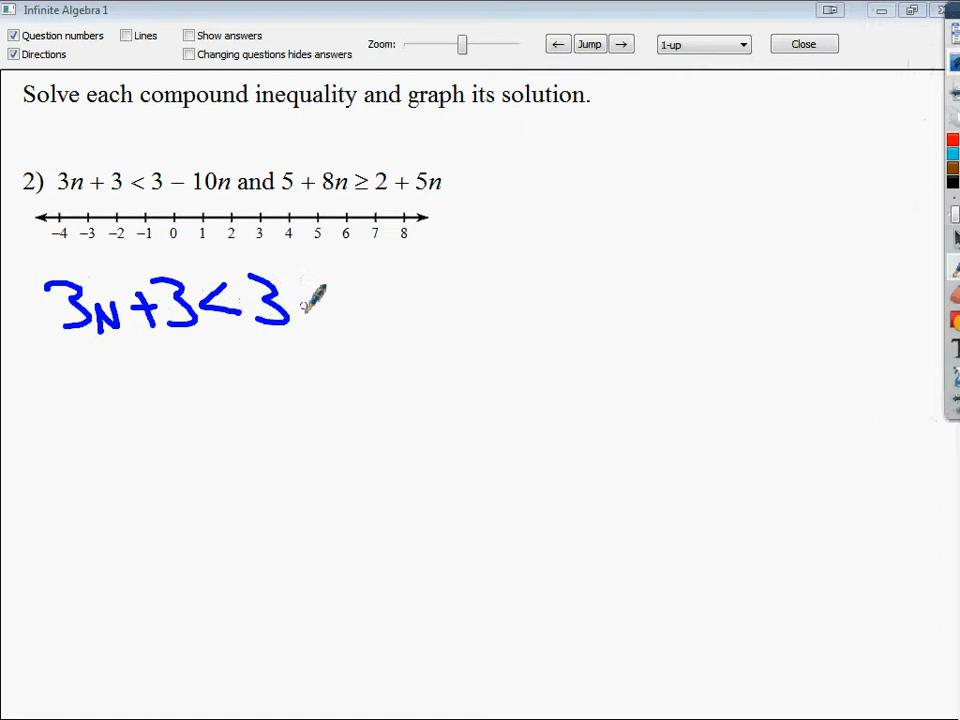 Infinite Algebra 1
Question numbers Lines Show answers Zoom: ← Jump → 1-up Close
Directions Changing questions hides answers
Solve each compound inequality and graph its solution.
2) 3n + 3 < 3 − 10n and 5 + 8n ≥ 2 + 5n
−4 −3 −2 −1 0 1 2 3 4 5 6 7 8
3n+3<3